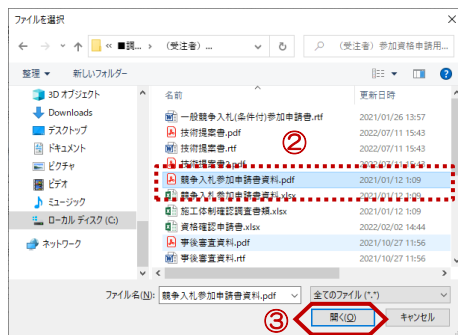 ファイルを選択
« ■調... › (受注者) ...
(受注者) 参加資格申請用...
整理 ▼ 新しいフォルダー
3D オブジェクト
Downloads
デスクトップ
ドキュメント
ピクチャ
ビデオ
ミュージック
ローカル ディスク (C:)
ネットワーク
名前 更新日時
一般競争入札(条件付)参加申請書.rtf 2021/01/26 13:57
技術提案書.pdf 2022/07/11 15:43
技術提案書.rtf 2022/07/11 15:43
技術提案書2.pdf 2022/07/11 15:43
②
競争入札参加申請書資料.pdf 2021/01/12 1:09
競争入札参加申請書資料.xlsx 2021/01/12 1:09
施工体制確認調査書類.xlsx 2021/01/12 1:09
資格確認申請書.xlsx 2022/02/02 14:44
事後審査資料.pdf 2021/10/27 11:56
事後審査資料.rtf 2021/10/27 11:56
ファイル名(N): 競争入札参加申請書資料.pdf 全てのファイル (*.*)
③ 開く(O) キャンセル